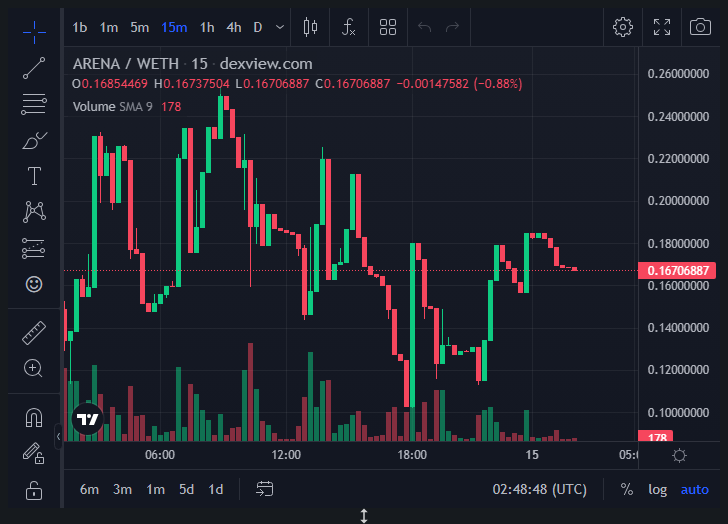 1b 1m 5m 15m 1h 4h D
ARENA / WETH · 15 · dexview.com
O0.16854469 H0.16737504 L0.16706887 C0.16706887 −0.00147582 (−0.88%)
Volume SMA 9 178
0.26000000
0.24000000
0.22000000
0.20000000
0.18000000
0.16706887
0.16000000
0.14000000
0.12000000
0.10000000
178
06:00 12:00 18:00 15 05:0
6m 3m 1m 5d 1d 02:48:48 (UTC) % log auto